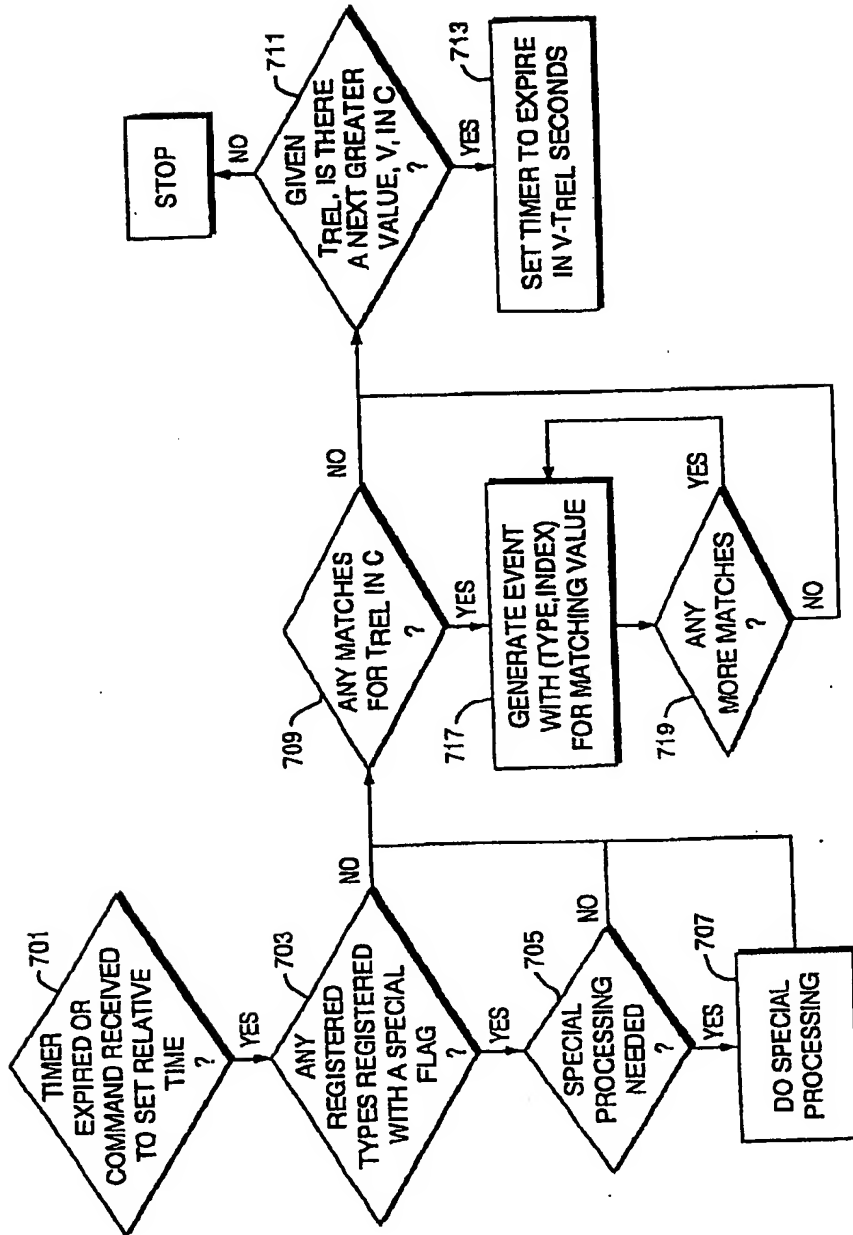 701
TIMER
EXPIRED OR
COMMAND RECEIVED
TO SET RELATIVE
TIME
?
YES
703
ANY
REGISTERED
TYPES REGISTERED
WITH A SPECIAL
FLAG
?
NO
YES
705
SPECIAL
PROCESSING
NEEDED
?
NO
YES
707
DO SPECIAL
PROCESSING
709
ANY MATCHES
FOR TREL IN C
?
NO
YES
717
GENERATE EVENT
WITH (TYPE,INDEX)
FOR MATCHING VALUE
719
ANY
MORE MATCHES
?
YES
NO
STOP
NO
711
GIVEN
TREL, IS THERE
A NEXT GREATER
VALUE, V, IN C
?
YES
713
SET TIMER TO EXPIRE
IN V-TREL SECONDS